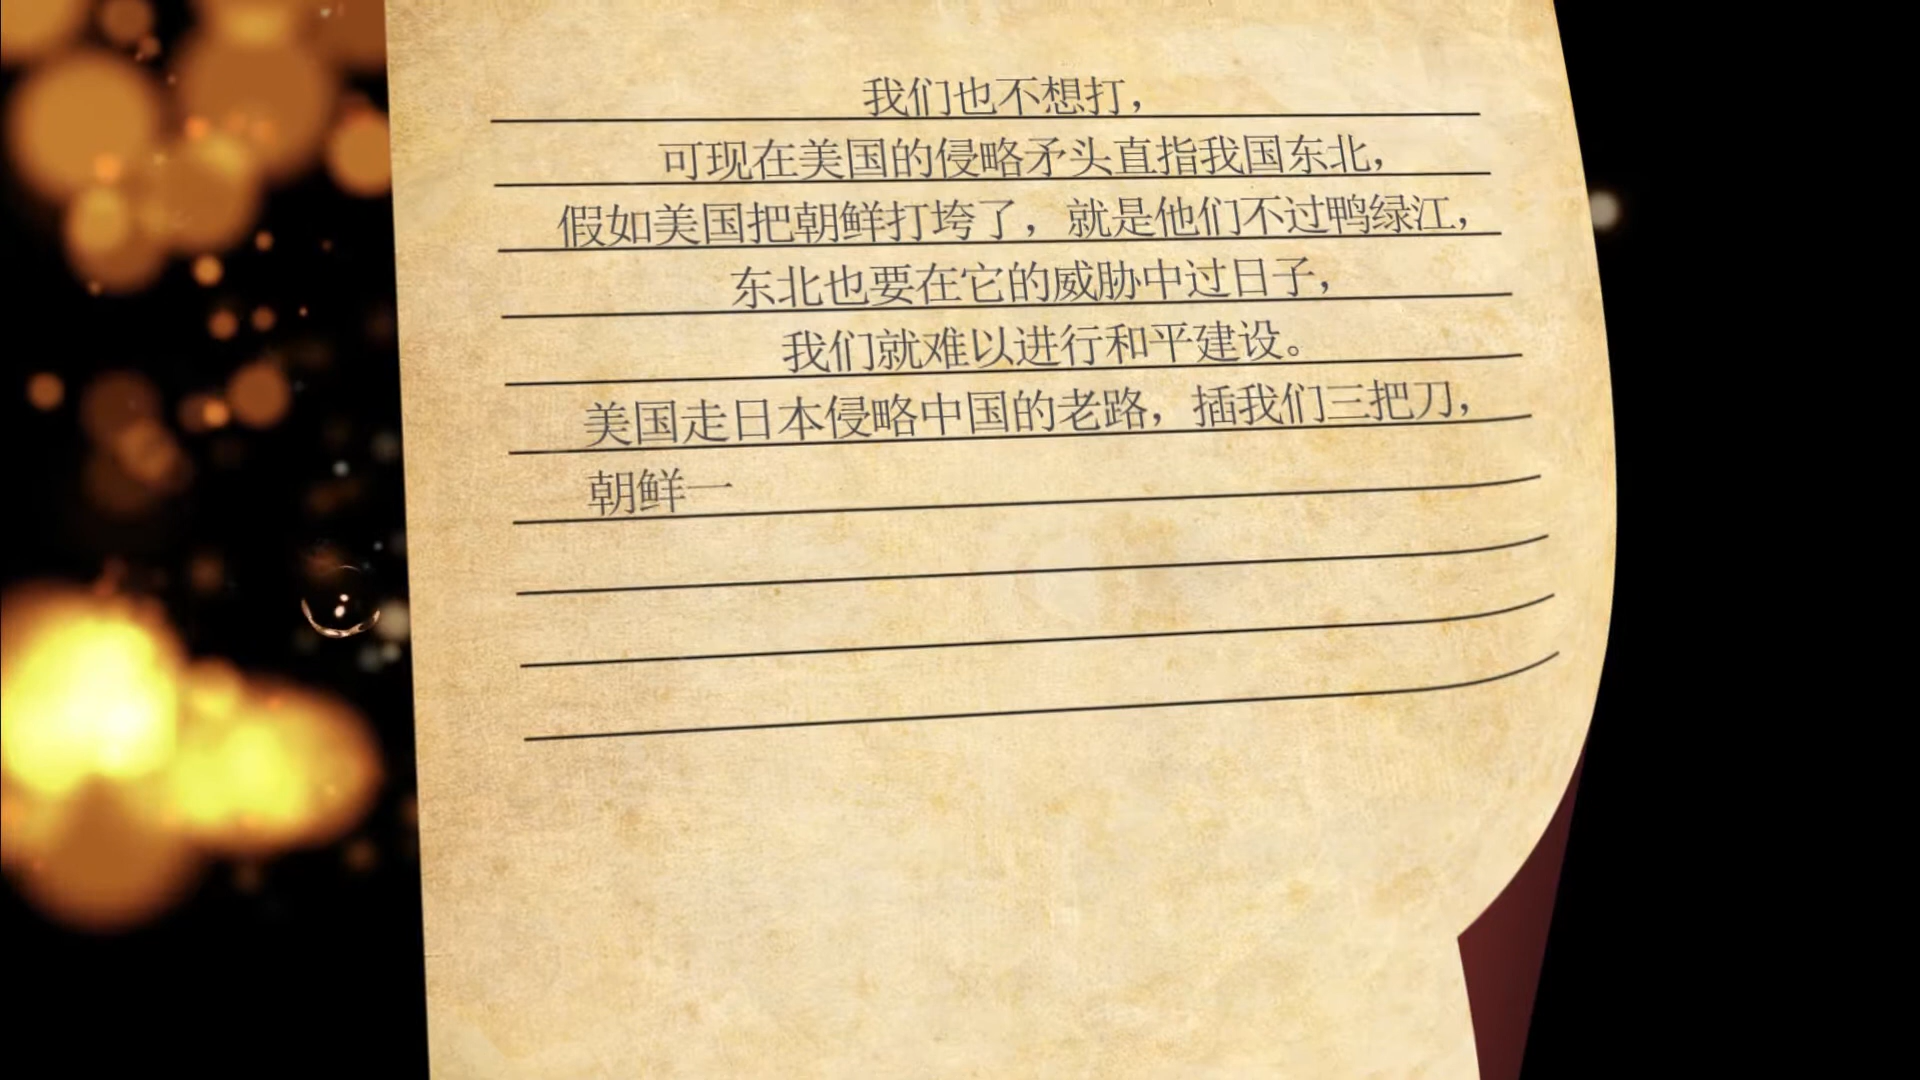 我们也不想打，
可现在美国的侵略矛头直指我国东北，
假如美国把朝鲜打垮了，就是他们不过鸭绿江，
东北也要在它的威胁中过日子，
我们就难以进行和平建设。
美国走日本侵略中国的老路，插我们三把刀，
朝鲜一